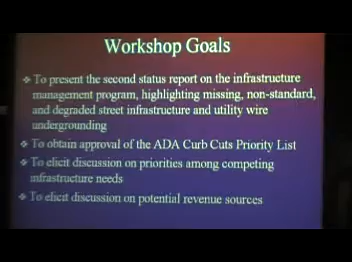 Workshop Goals
❖ To present the second status report on the infrastructure
management program, highlighting missing, non-standard,
and degraded street infrastructure and utility wire
undergrounding
❖ To obtain approval of the ADA Curb Cuts Priority List
❖ To elicit discussion on priorities among competing
infrastructure needs
❖ To elicit discussion on potential revenue sources